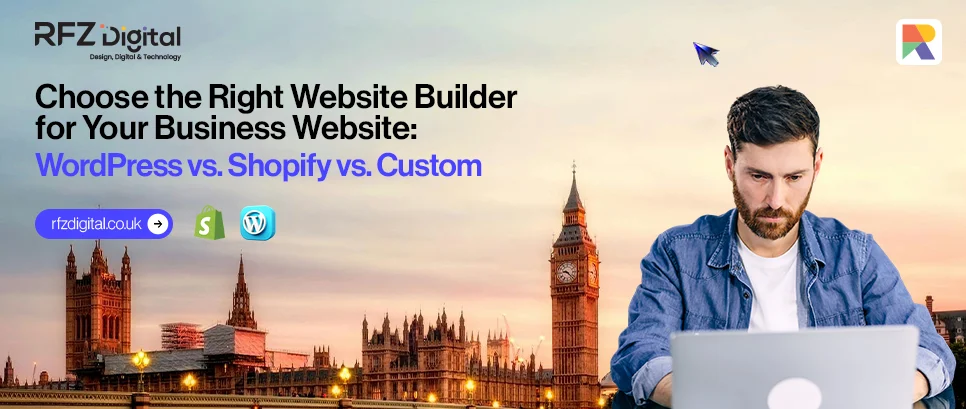 RFZ Digital
Design, Digital & Technology
Choose the Right Website Builder
for Your Business Website:
WordPress vs. Shopify vs. Custom
rfzdigital.co.uk